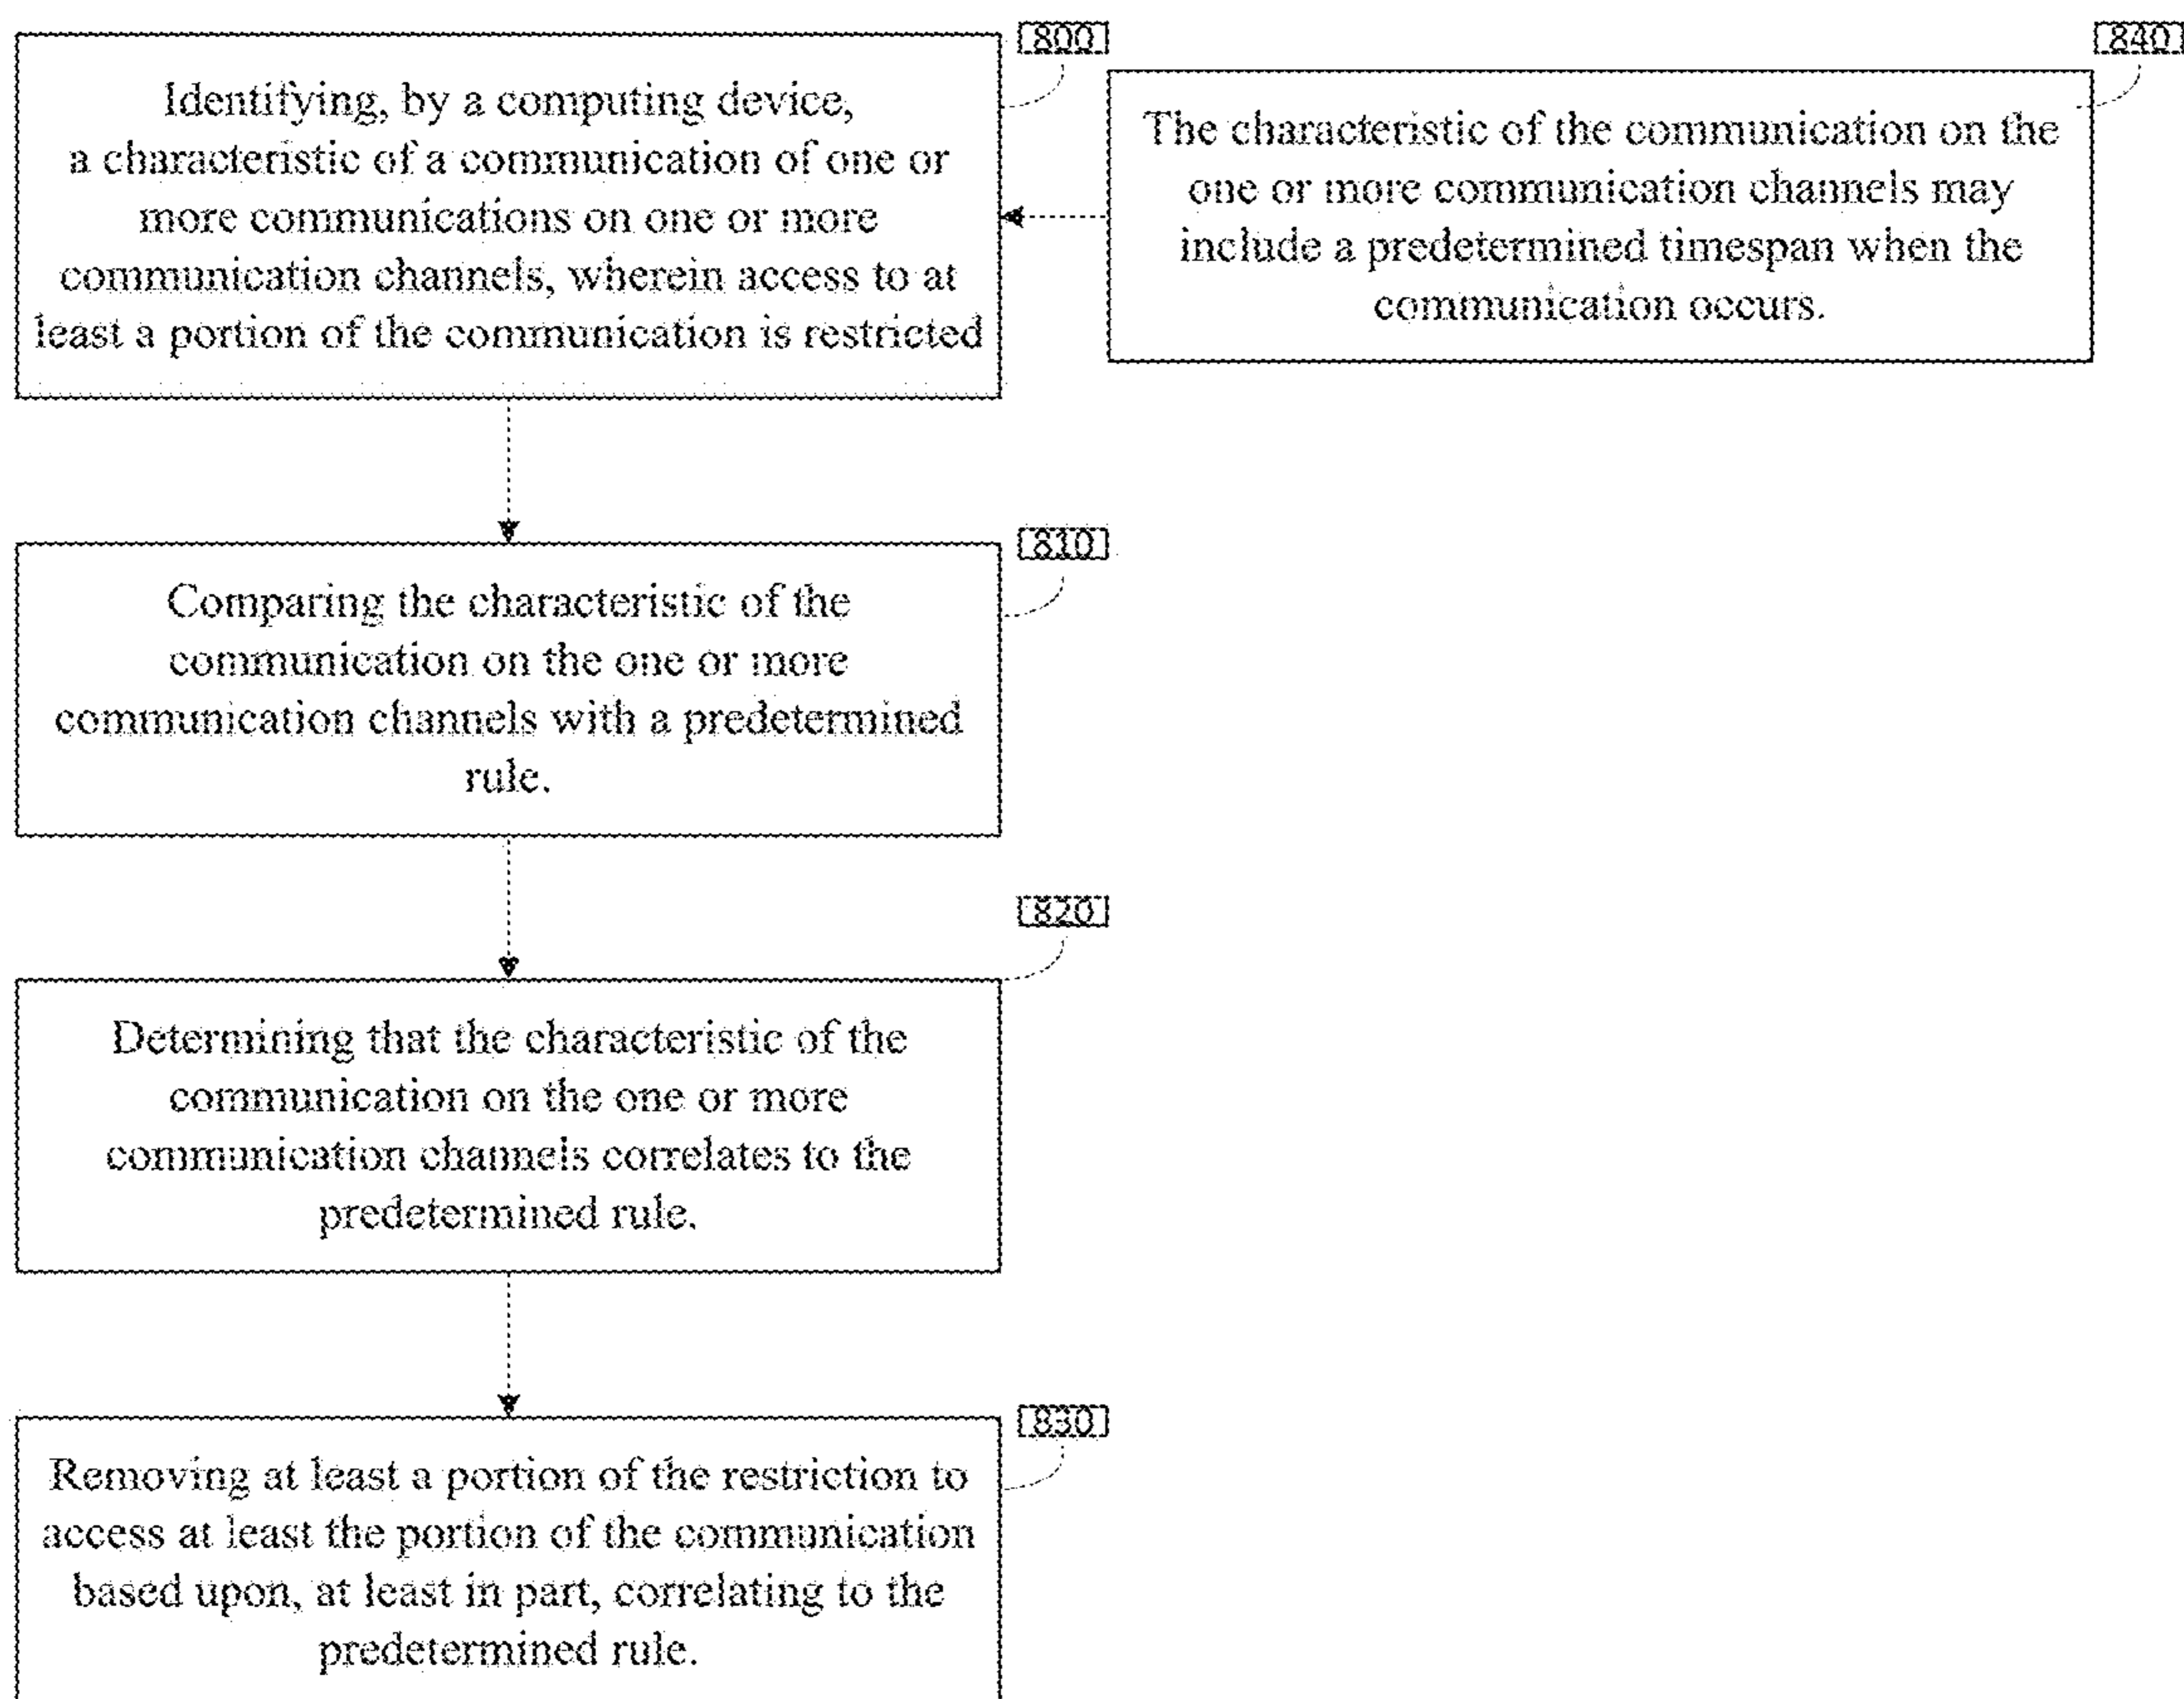 800
Identifying, by a computing device,
a characteristic of a communication of one or
more communications on one or more
communication channels, wherein access to at
least a portion of the communication is restricted
840
The characteristic of the communication on the
one or more communication channels may
include a predetermined timespan when the
communication occurs.
810
Comparing the characteristic of the
communication on the one or more
communication channels with a predetermined
rule.
820
Determining that the characteristic of the
communication on the one or more
communication channels correlates to the
predetermined rule.
830
Removing at least a portion of the restriction to
access at least the portion of the communication
based upon, at least in part, correlating to the
predetermined rule.